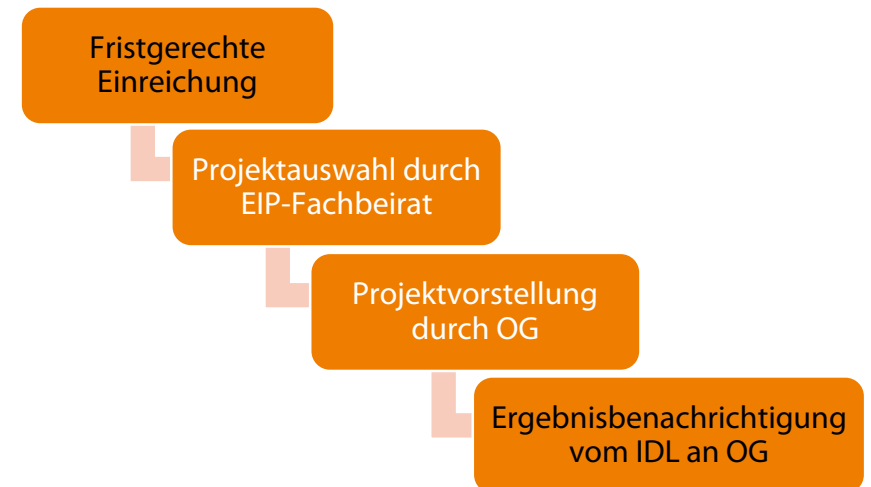 Fristgerechte
Einreichung
Projektauswahl durch
EIP-Fachbeirat
Projektvorstellung
durch OG
Ergebnisbenachrichtigung
vom IDL an OG